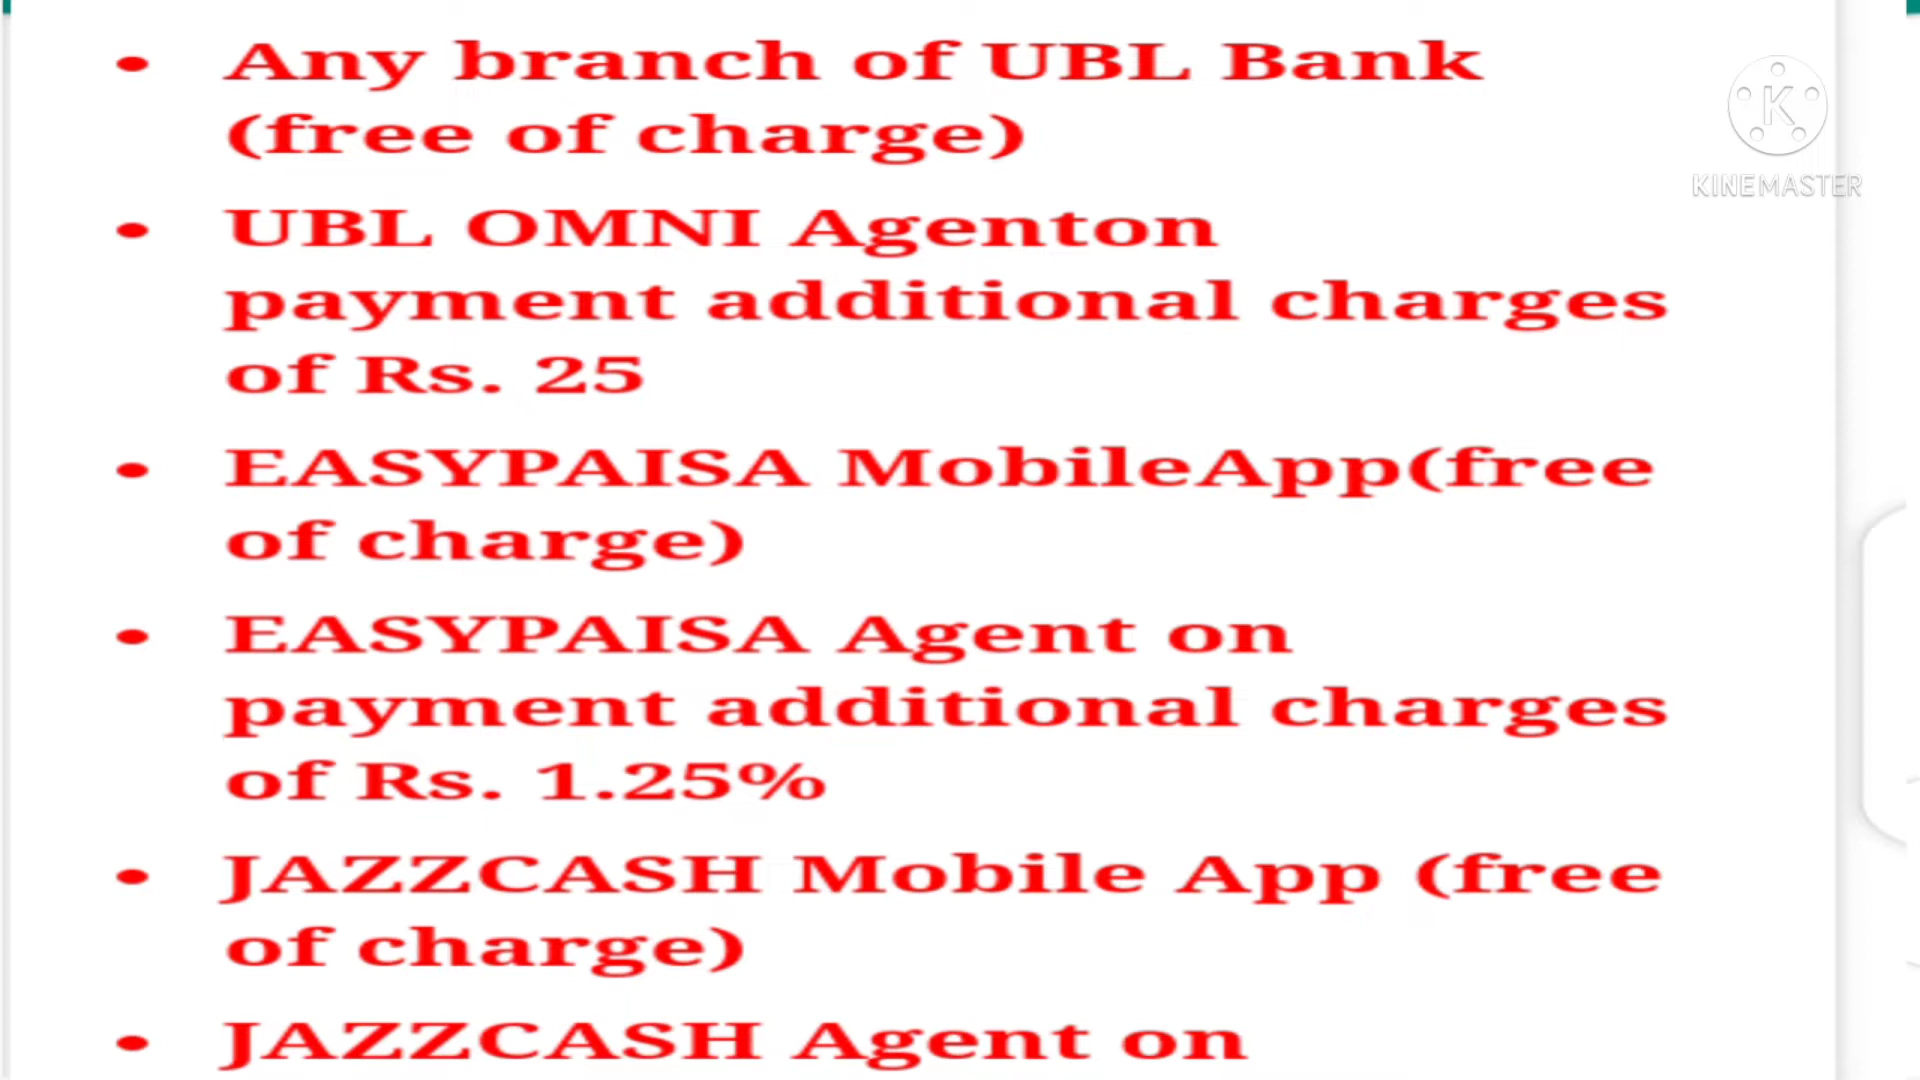 • Any branch of UBL Bank
(free of charge)
• UBL OMNI Agenton
payment additional charges
of Rs. 25
• EASYPAISA MobileApp(free
of charge)
• EASYPAISA Agent on
payment additional charges
of Rs. 1.25%
• JAZZCASH Mobile App (free
of charge)
• JAZZCASH Agent on
K
KINEMASTER